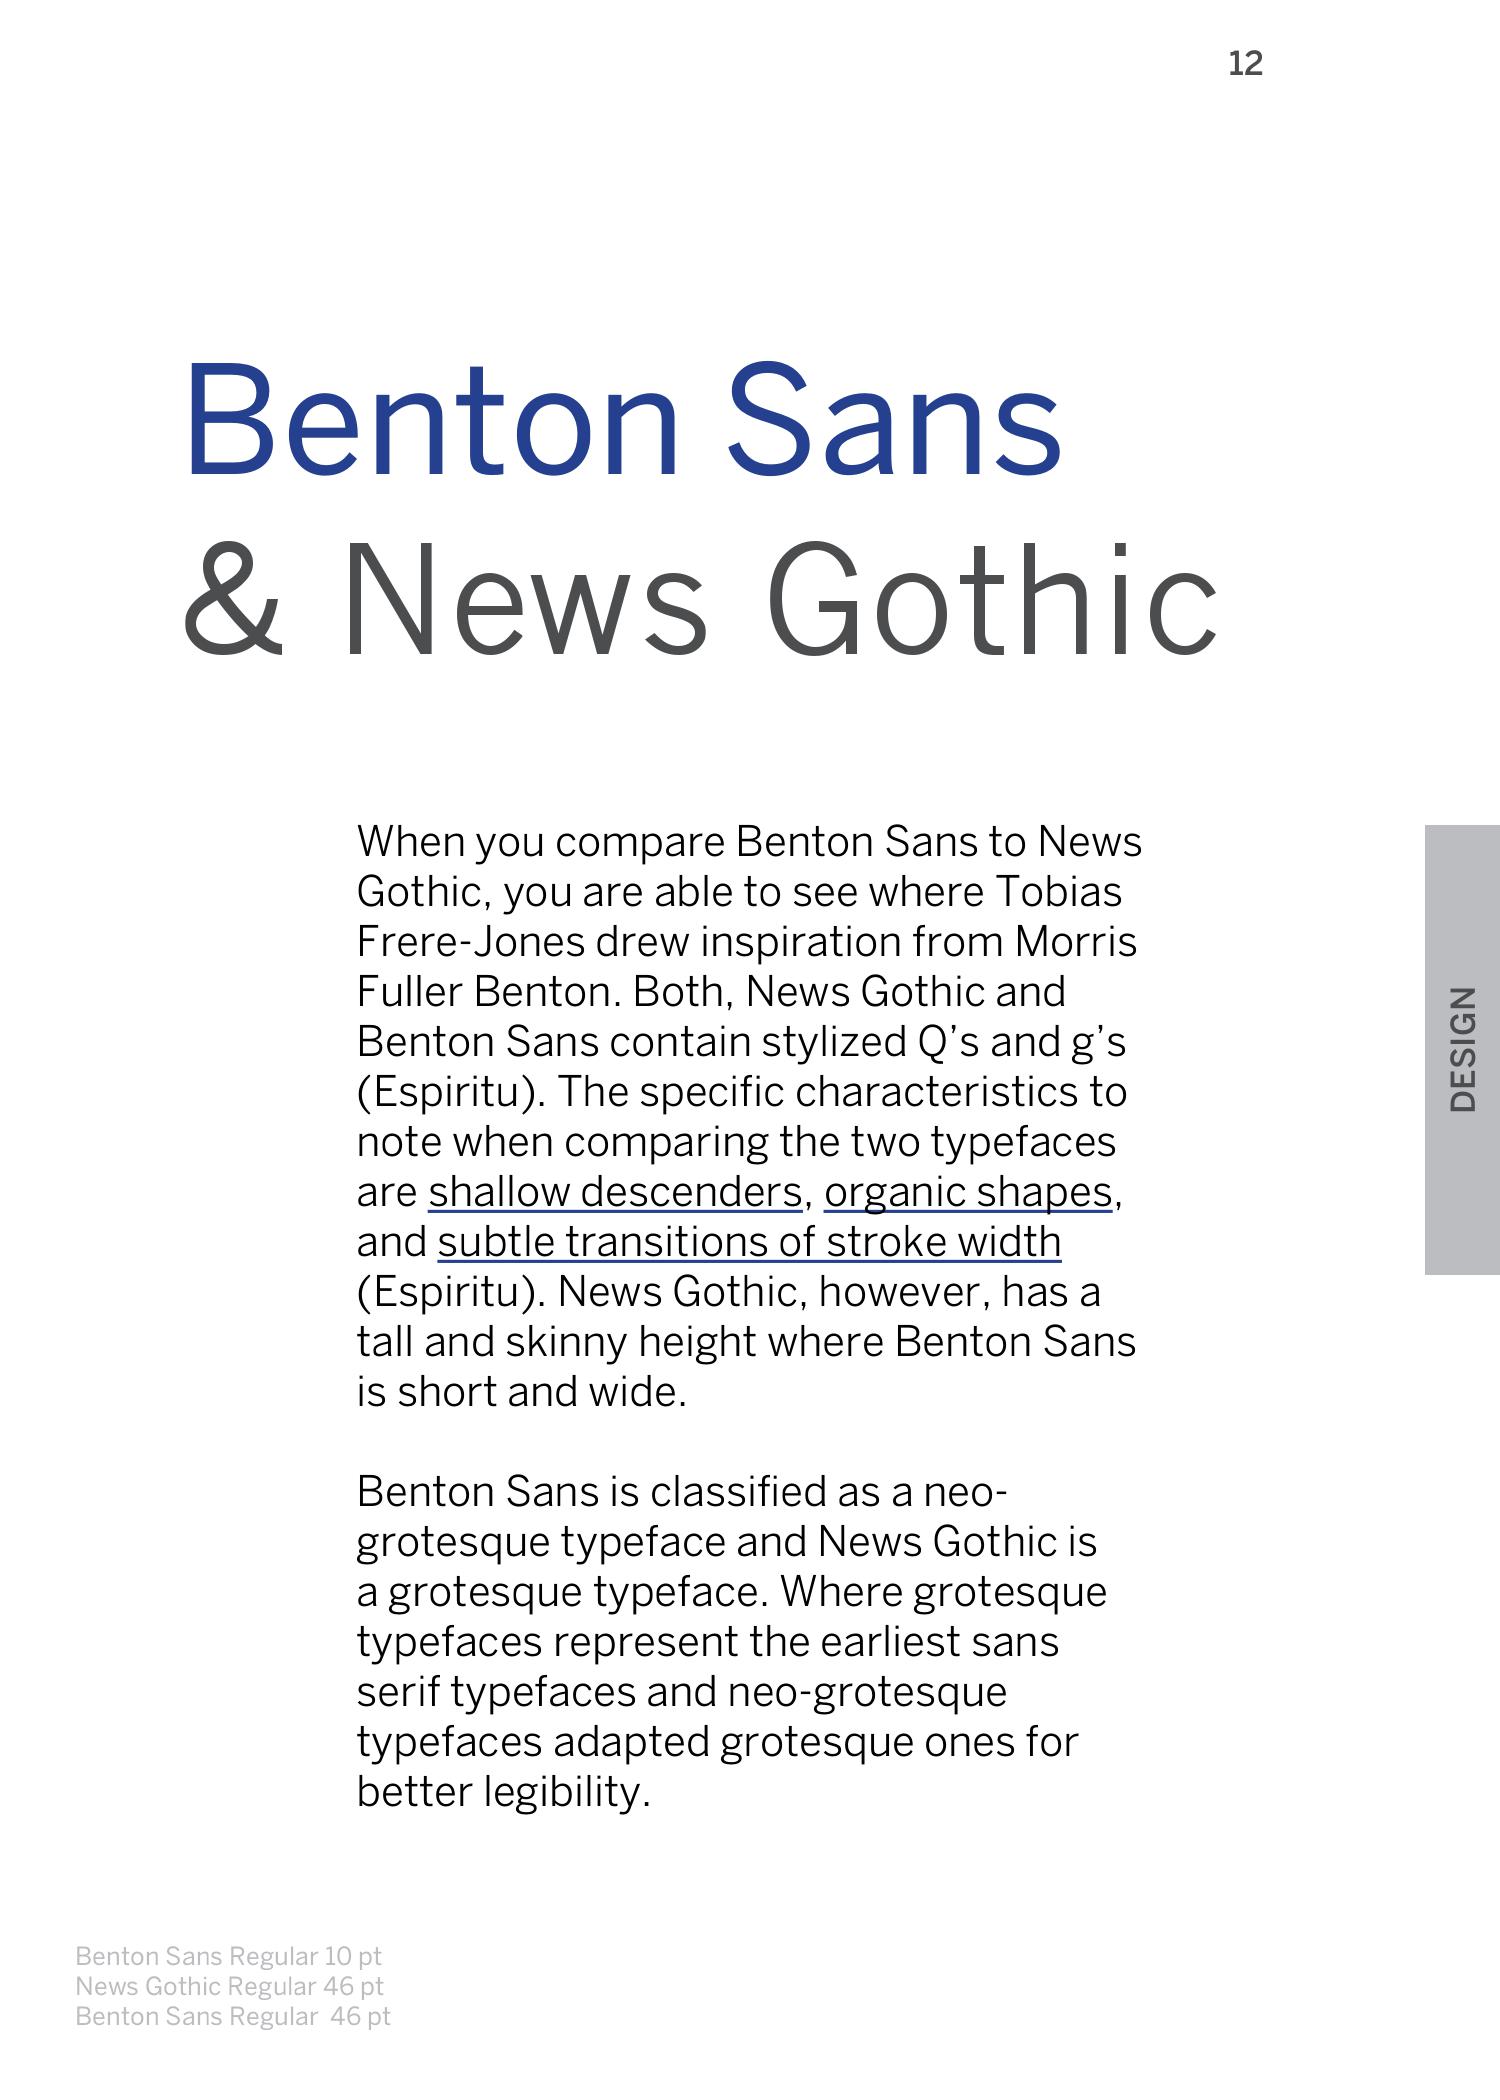 12
Benton Sans
& News Gothic
When you compare Benton Sans to News
Gothic, you are able to see where Tobias
Frere-Jones drew inspiration from Morris
Fuller Benton. Both, News Gothic and
Benton Sans contain stylized Q’s and g’s
(Espiritu). The specific characteristics to
note when comparing the two typefaces
are shallow descenders, organic shapes,
and subtle transitions of stroke width
(Espiritu). News Gothic, however, has a
tall and skinny height where Benton Sans
is short and wide.
Benton Sans is classified as a neo-
grotesque typeface and News Gothic is
a grotesque typeface. Where grotesque
typefaces represent the earliest sans
serif typefaces and neo-grotesque
typefaces adapted grotesque ones for
better legibility.
DESIGN
Benton Sans Regular 10 pt
News Gothic Regular 46 pt
Benton Sans Regular  46 pt